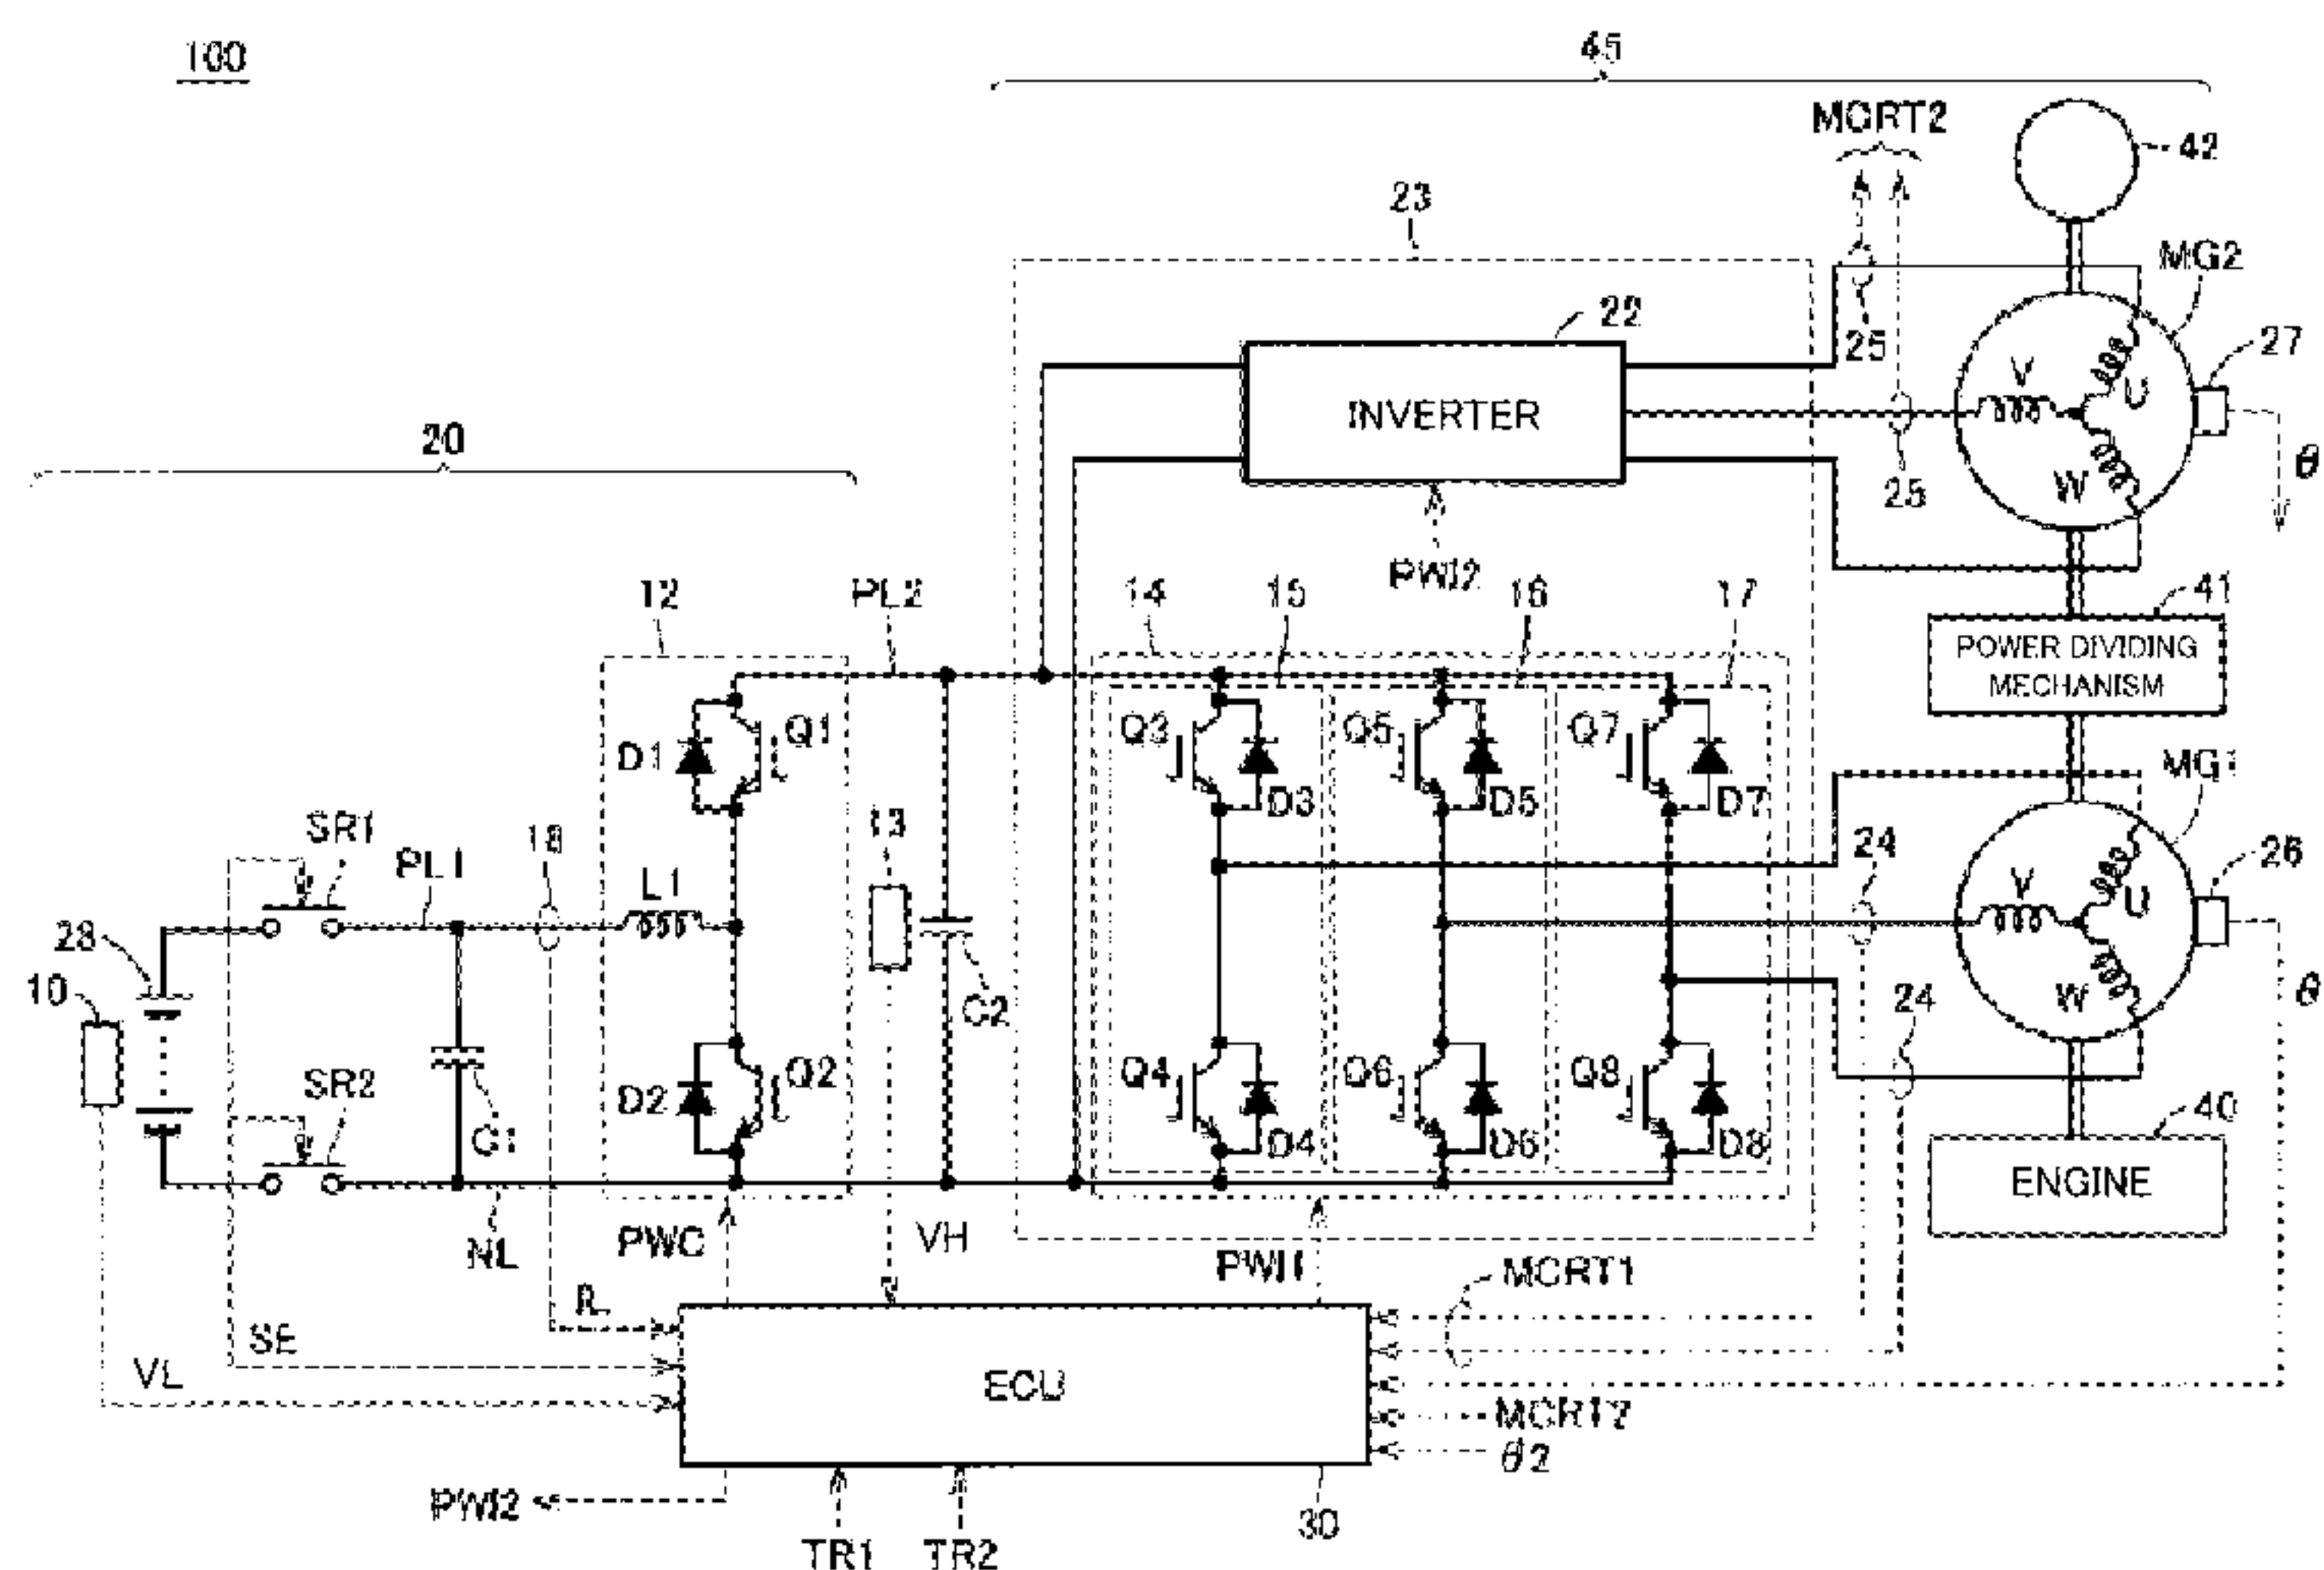 100
45
MCRT2
42
23
MG2
22
27
25
INVERTER
V
U
W
θ
25
20
PWI2
12
PL2
14
15
16
17
41
POWER DIVIDING
MECHANISM
D1
Q1
Q3
D3
Q5
D5
Q7
D7
MG1
13
SR1
18
PL1
L1
24
26
28
10
C2
V
U
W
θ
24
SR2
C1
D2
Q2
Q4
D4
Q6
D6
Q8
D8
40
ENGINE
NL
PWC
VH
PWI1
MCRT1
IL
SE
VL
ECU
MCRT2
θ2
PWI2
TR1
TR2
30